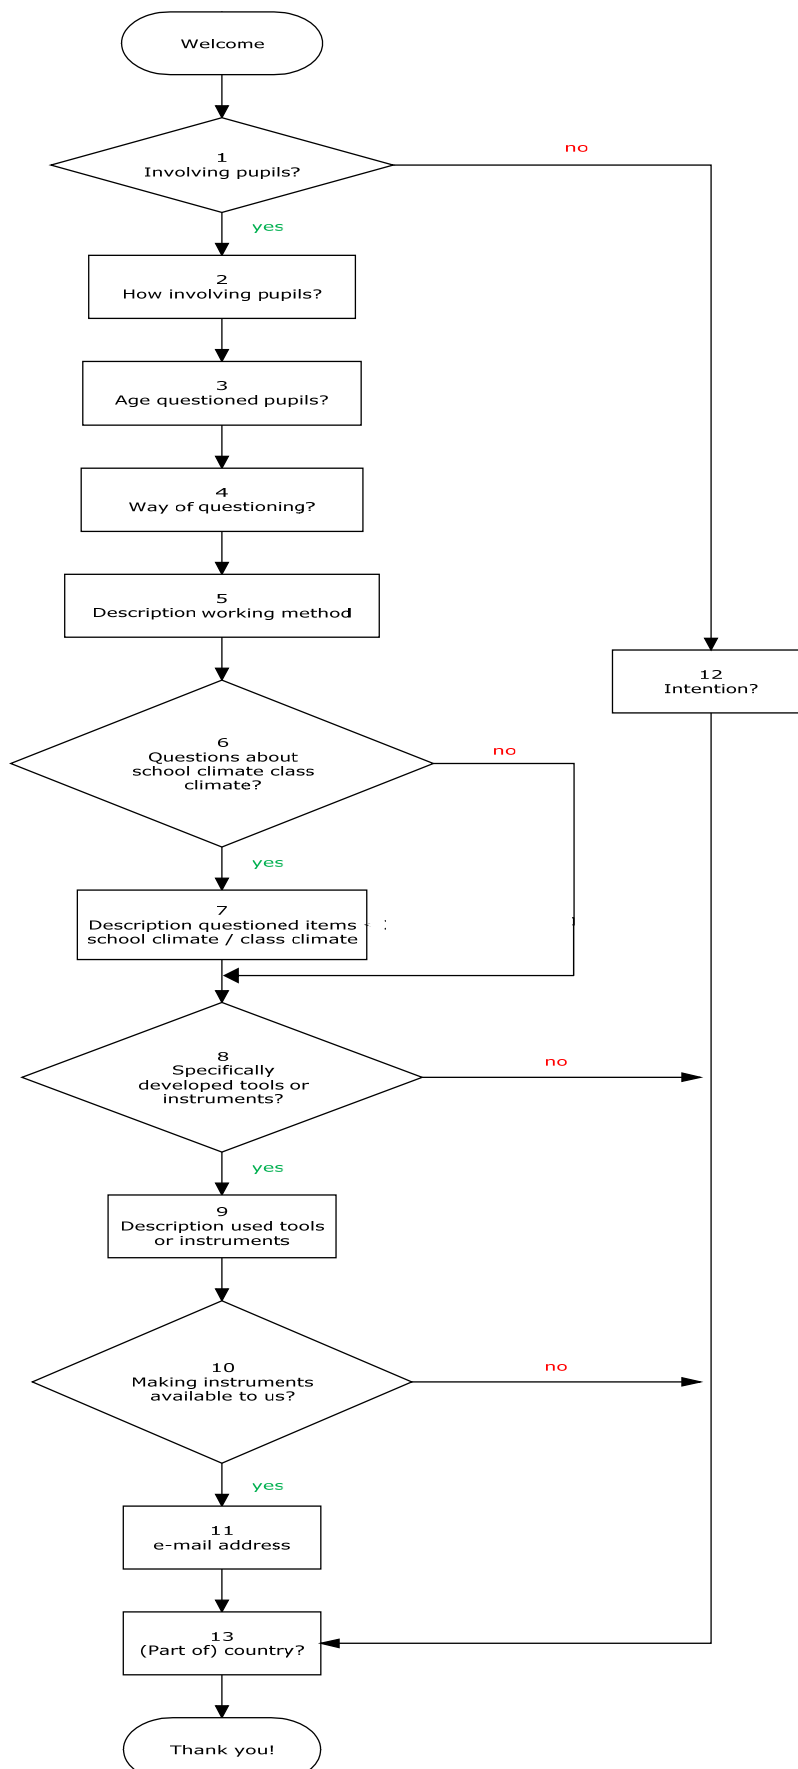 Welcome
1
Involving pupils?
no
yes
2
How involving pupils?
3
Age questioned pupils?
4
Way of questioning?
5
Description working method
12
Intention?
6
Questions about
school climate class
climate?
no
yes
7
Description questioned items
school climate / class climate
8
Specifically
developed tools or
instruments?
no
yes
9
Description used tools
or instruments
10
Making instruments
available to us?
no
yes
11
e-mail address
13
(Part of) country?
Thank you!